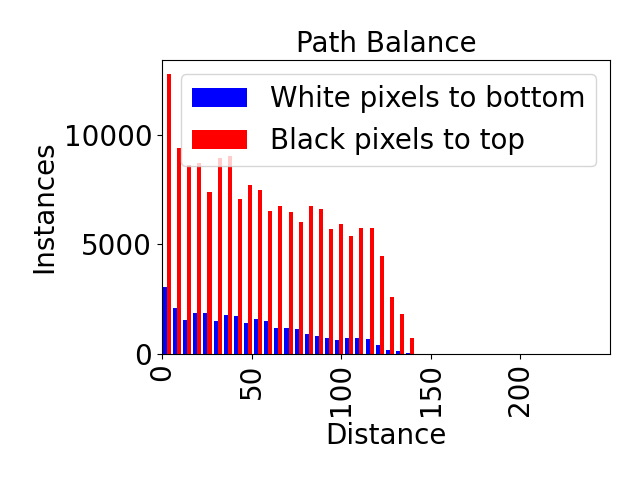 Path Balance
White pixels to bottom
Black pixels to top
Instances
10000
5000
0
0
50
100
150
200
Distance